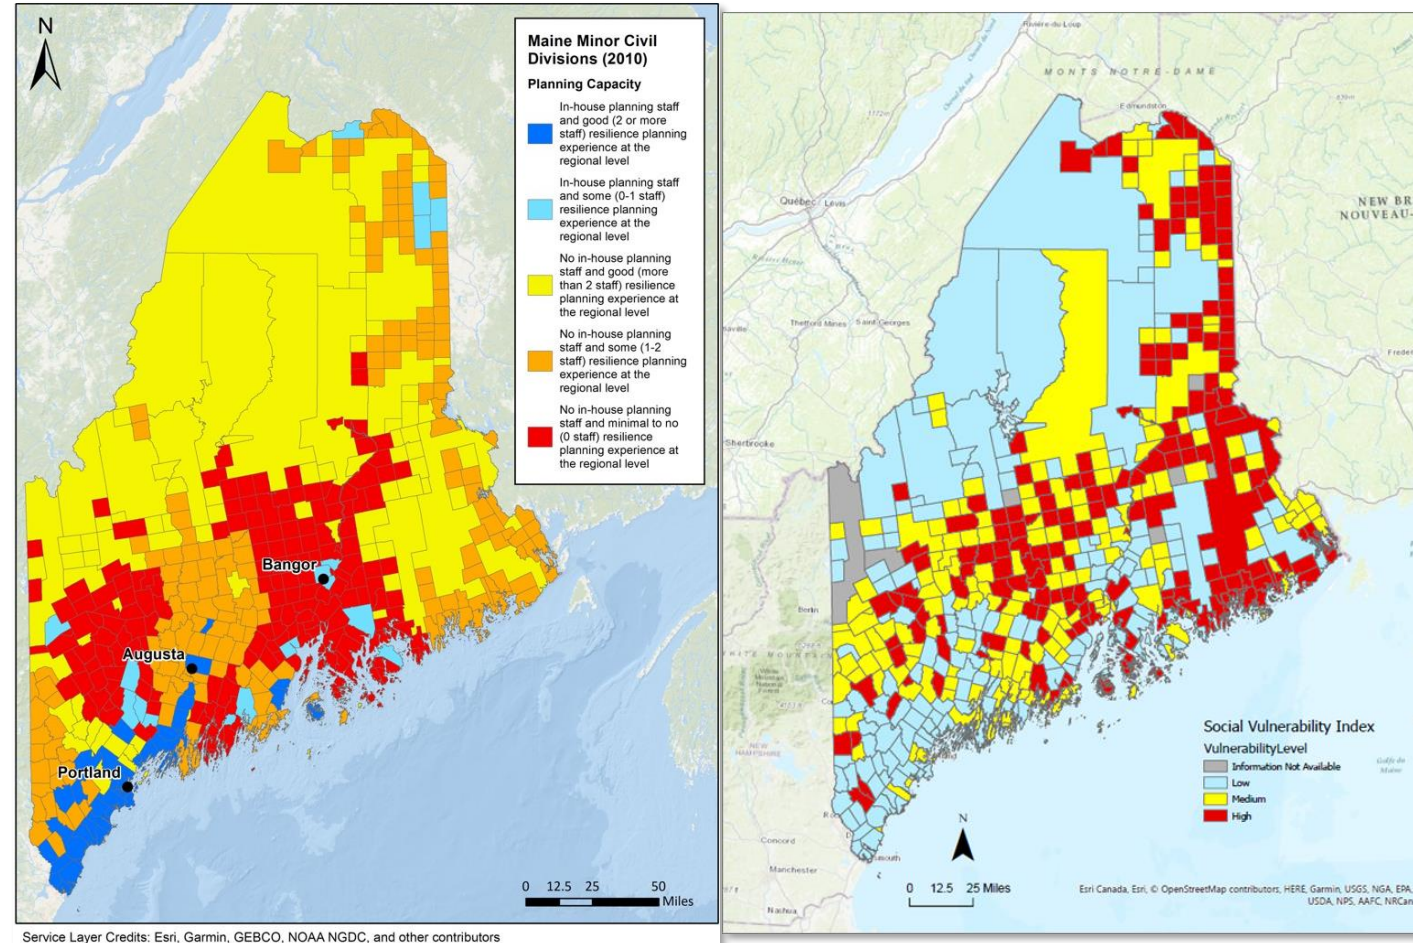 N
Maine Minor Civil
Divisions (2010)
Planning Capacity
In-house planning staff
and good (2 or more
staff) resilience planning
experience at the
regional level
In-house planning staff
and some (0-1 staff)
resilience planning
experience at the
regional level
No in-house planning
staff and good (more
than 2 staff) resilience
planning experience at
the regional level
No in-house planning
staff and some (1-2
staff) resilience planning
experience at the
regional level
No in-house planning
staff and minimal to no
(0 staff) resilience
planning experience at
the regional level
Bangor
Augusta
Portland
0 12.5 25 50
Miles
Service Layer Credits: Esri, Garmin, GEBCO, NOAA NGDC, and other contributors
Rivière-du-Loup
MONTS NOTRE-DAME
Edmundston
Québec
Lévis
NEW BR
NOUVEAU-
Thetford Mines
Saint-Georges
Sherbrooke
Berlin
WHITE MOUNTAIN
NEW
HAMPSHIRE
Concord
Manchester
Nashua
Social Vulnerability Index
VulnerabilityLevel
Information Not Available
Low
Medium
High
N
0 12.5 25 Miles
Esri Canada, Esri, © OpenStreetMap contributors, HERE, Garmin, USGS, NGA, EPA,
USDA, NPS, AAFC, NRCan